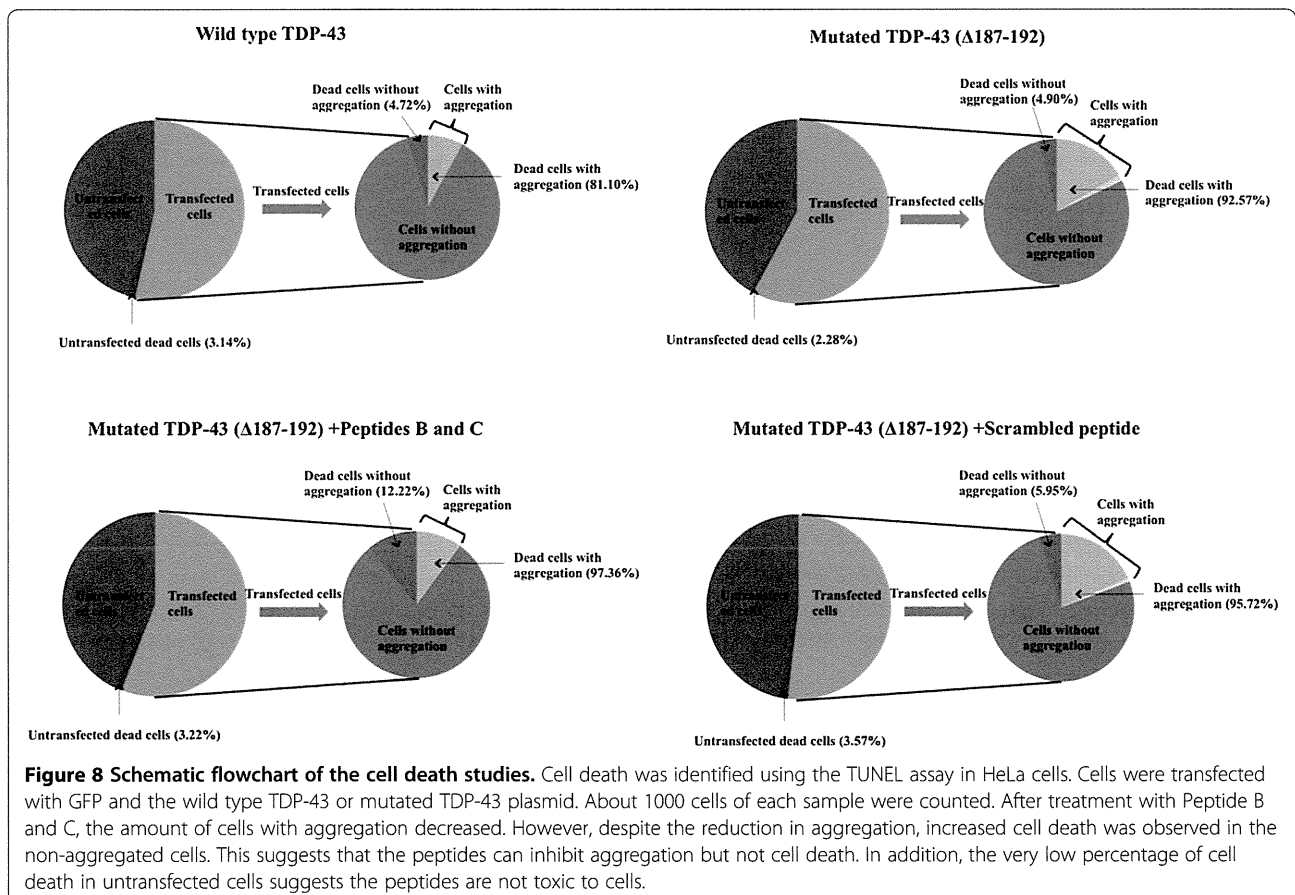 Wild type TDP-43
Dead cells without
aggregation (4.72%)
Cells with
aggregation
Dead cells with
aggregation (81.10%)
Untransfect
ed cells
Transfected
cells
Transfected cells
Cells without
aggregation
Untransfected dead cells (3.14%)
Mutated TDP-43 (Δ187-192)
Dead cells without
aggregation (4.90%)
Cells with
aggregation
Dead cells with
aggregation (92.57%)
Untransfect
ed cells
Transfected
cells
Transfected cells
Cells without
aggregation
Untransfected dead cells (2.28%)
Mutated TDP-43 (Δ187-192) +Peptides B and C
Dead cells without
aggregation (12.22%)
Cells with
aggregation
Dead cells with
aggregation (97.36%)
Untransfect
ed cells
Transfected
cells
Transfected cells
Cells without
aggregation
Untransfected dead cells (3.22%)
Mutated TDP-43 (Δ187-192) +Scrambled peptide
Dead cells without
aggregation (5.95%)
Cells with
aggregation
Dead cells with
aggregation (95.72%)
Untransfect
ed cells
Transfected
cells
Transfected cells
Cells without
aggregation
Untransfected dead cells (3.57%)
Figure 8 Schematic flowchart of the cell death studies. Cell death was identified using the TUNEL assay in HeLa cells. Cells were transfected
with GFP and the wild type TDP-43 or mutated TDP-43 plasmid. About 1000 cells of each sample were counted. After treatment with Peptide B
and C, the amount of cells with aggregation decreased. However, despite the reduction in aggregation, increased cell death was observed in the
non-aggregated cells. This suggests that the peptides can inhibit aggregation but not cell death. In addition, the very low percentage of cell
death in untransfected cells suggests the peptides are not toxic to cells.